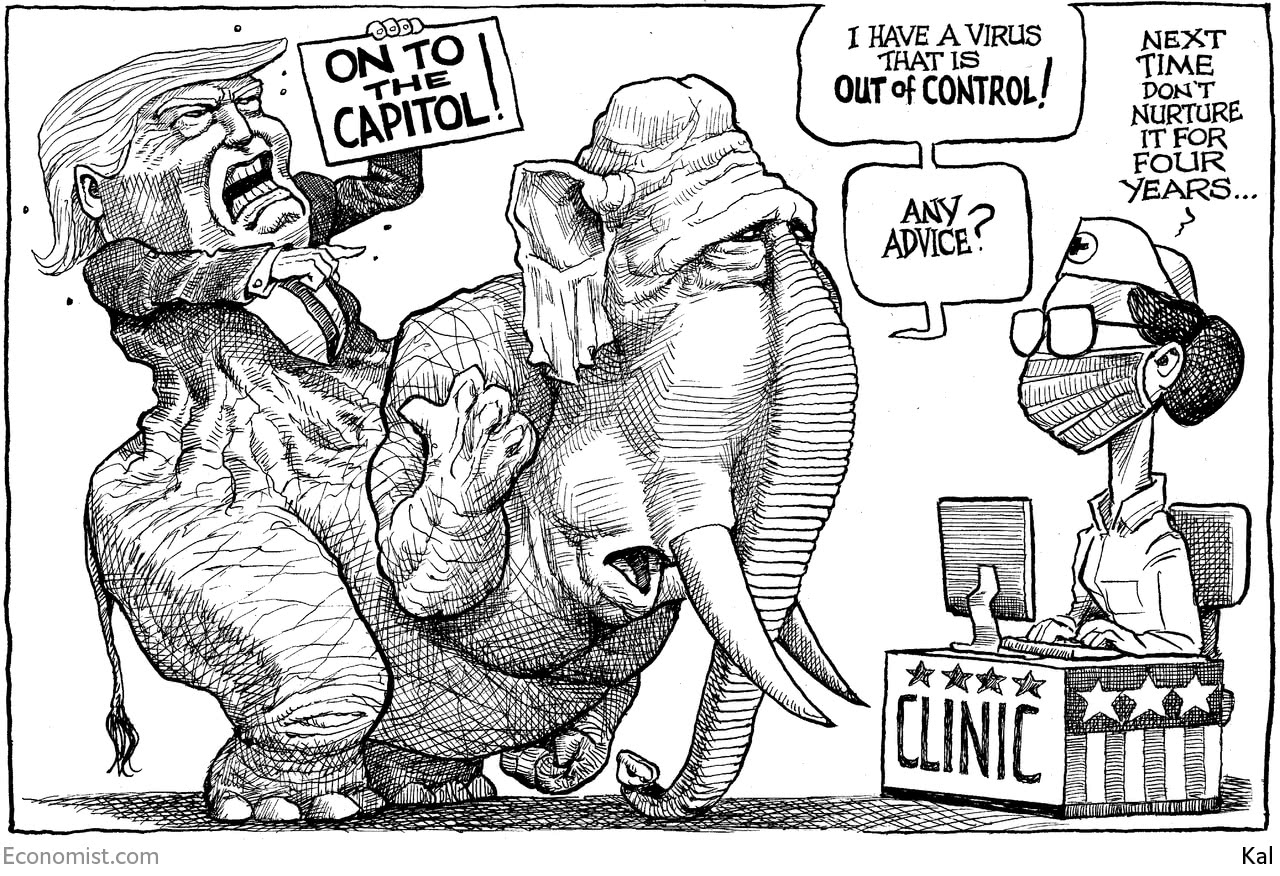 ON TO
THE
CAPITOL!
I HAVE A VIRUS
THAT IS
OUT of CONTROL!
ANY
ADVICE?
NEXT
TIME
DON'T
NURTURE
IT FOR
FOUR
YEARS...
CLINIC
Economist.com
Kal